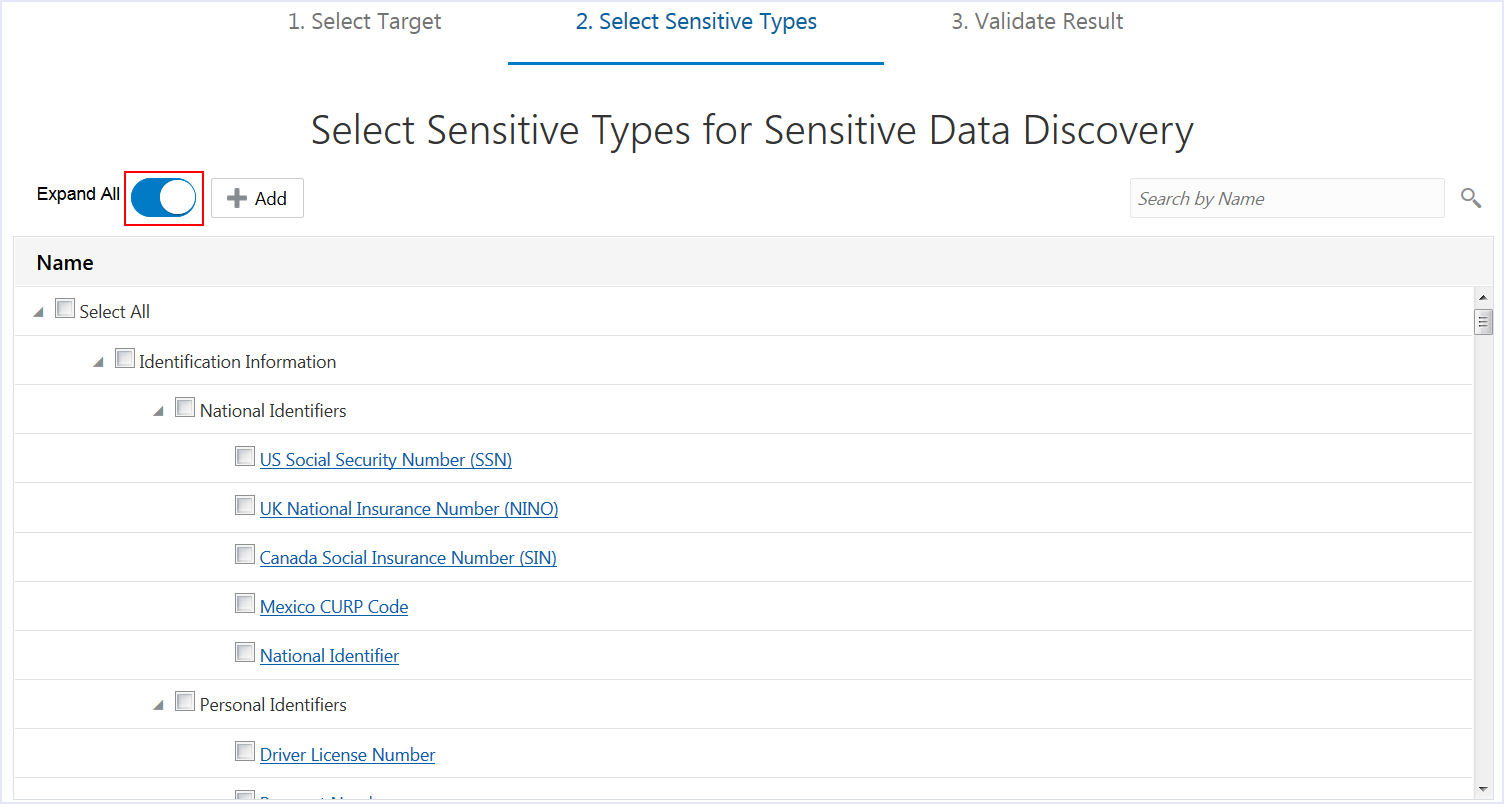 1. Select Target 2. Select Sensitive Types 3. Validate Result
Select Sensitive Types for Sensitive Data Discovery
Expand All Add Search by Name
Name
Select All
Identification Information
National Identifiers
US Social Security Number (SSN)
UK National Insurance Number (NINO)
Canada Social Insurance Number (SIN)
Mexico CURP Code
National Identifier
Personal Identifiers
Driver License Number